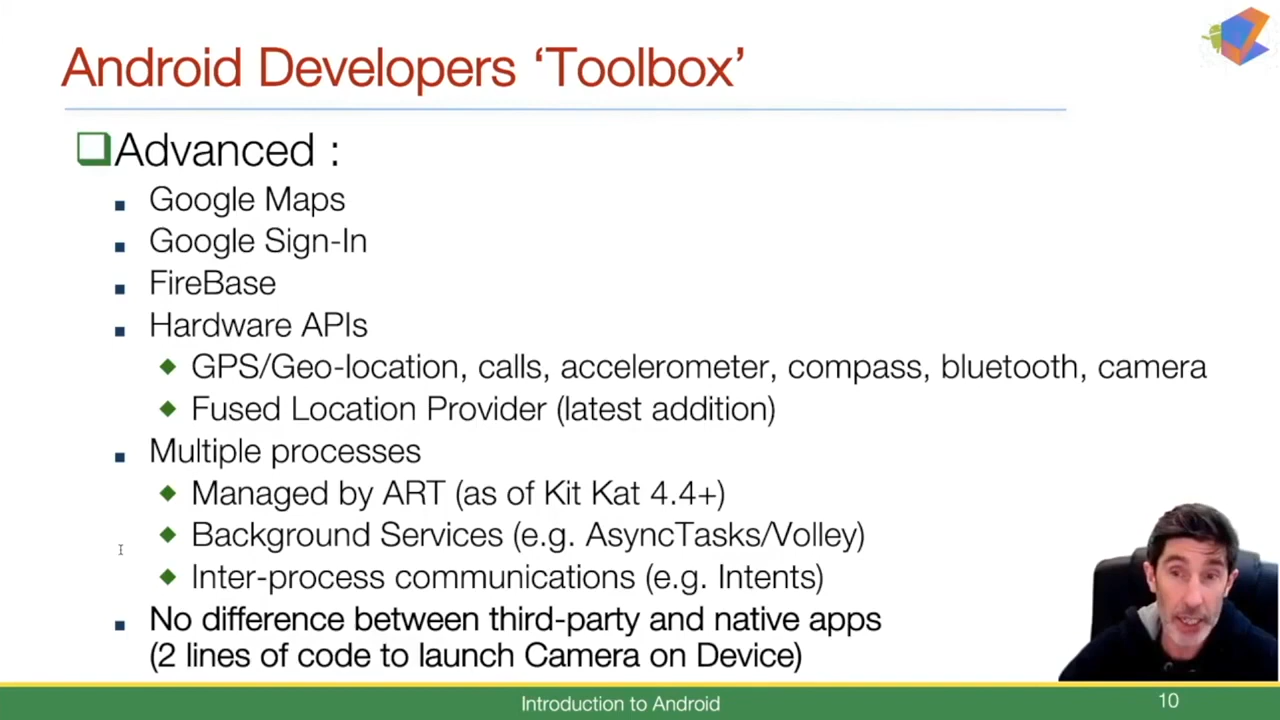 Android Developers ‘Toolbox’
Advanced :
Google Maps
Google Sign-In
FireBase
Hardware APIs
GPS/Geo-location, calls, accelerometer, compass, bluetooth, camera
Fused Location Provider (latest addition)
Multiple processes
Managed by ART (as of Kit Kat 4.4+)
Background Services (e.g. AsyncTasks/Volley)
Inter-process communications (e.g. Intents)
No difference between third-party and native apps
(2 lines of code to launch Camera on Device)
Introduction to Android
10